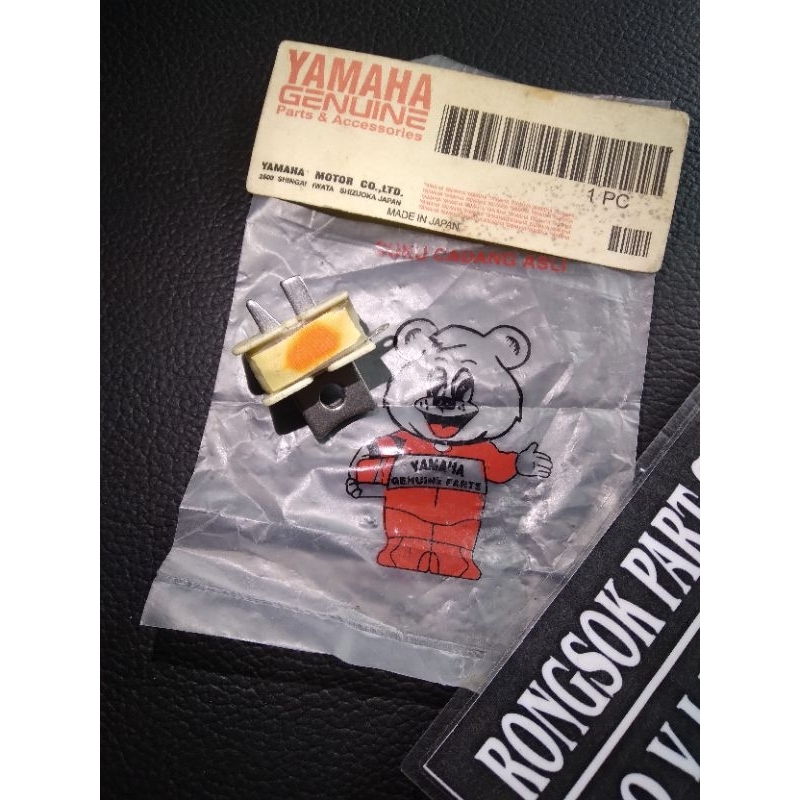 YAMAHA
GENUINE
Parts & Accessories
YAMAHA MOTOR CO.,LTD.
2500 SHINGAI IWATA SHIZUOKA JAPAN
MADE IN JAPAN
1 PC
SUKU CADANG ASLI
YAMAHA
GENUINE PARTS
RONGSOK PART